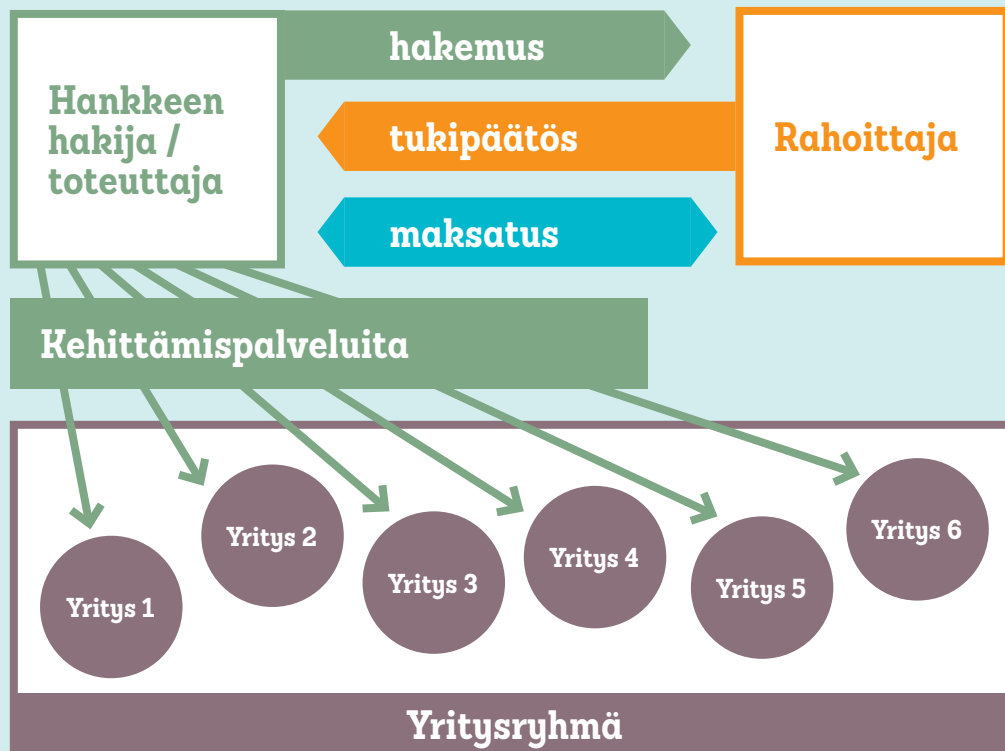 Hankkeen
hakija /
toteuttaja
hakemus
tukipäätös
maksatus
Rahoittaja
Kehittämispalveluita
Yritys 1
Yritys 2
Yritys 3
Yritys 4
Yritys 5
Yritys 6
Yritysryhmä